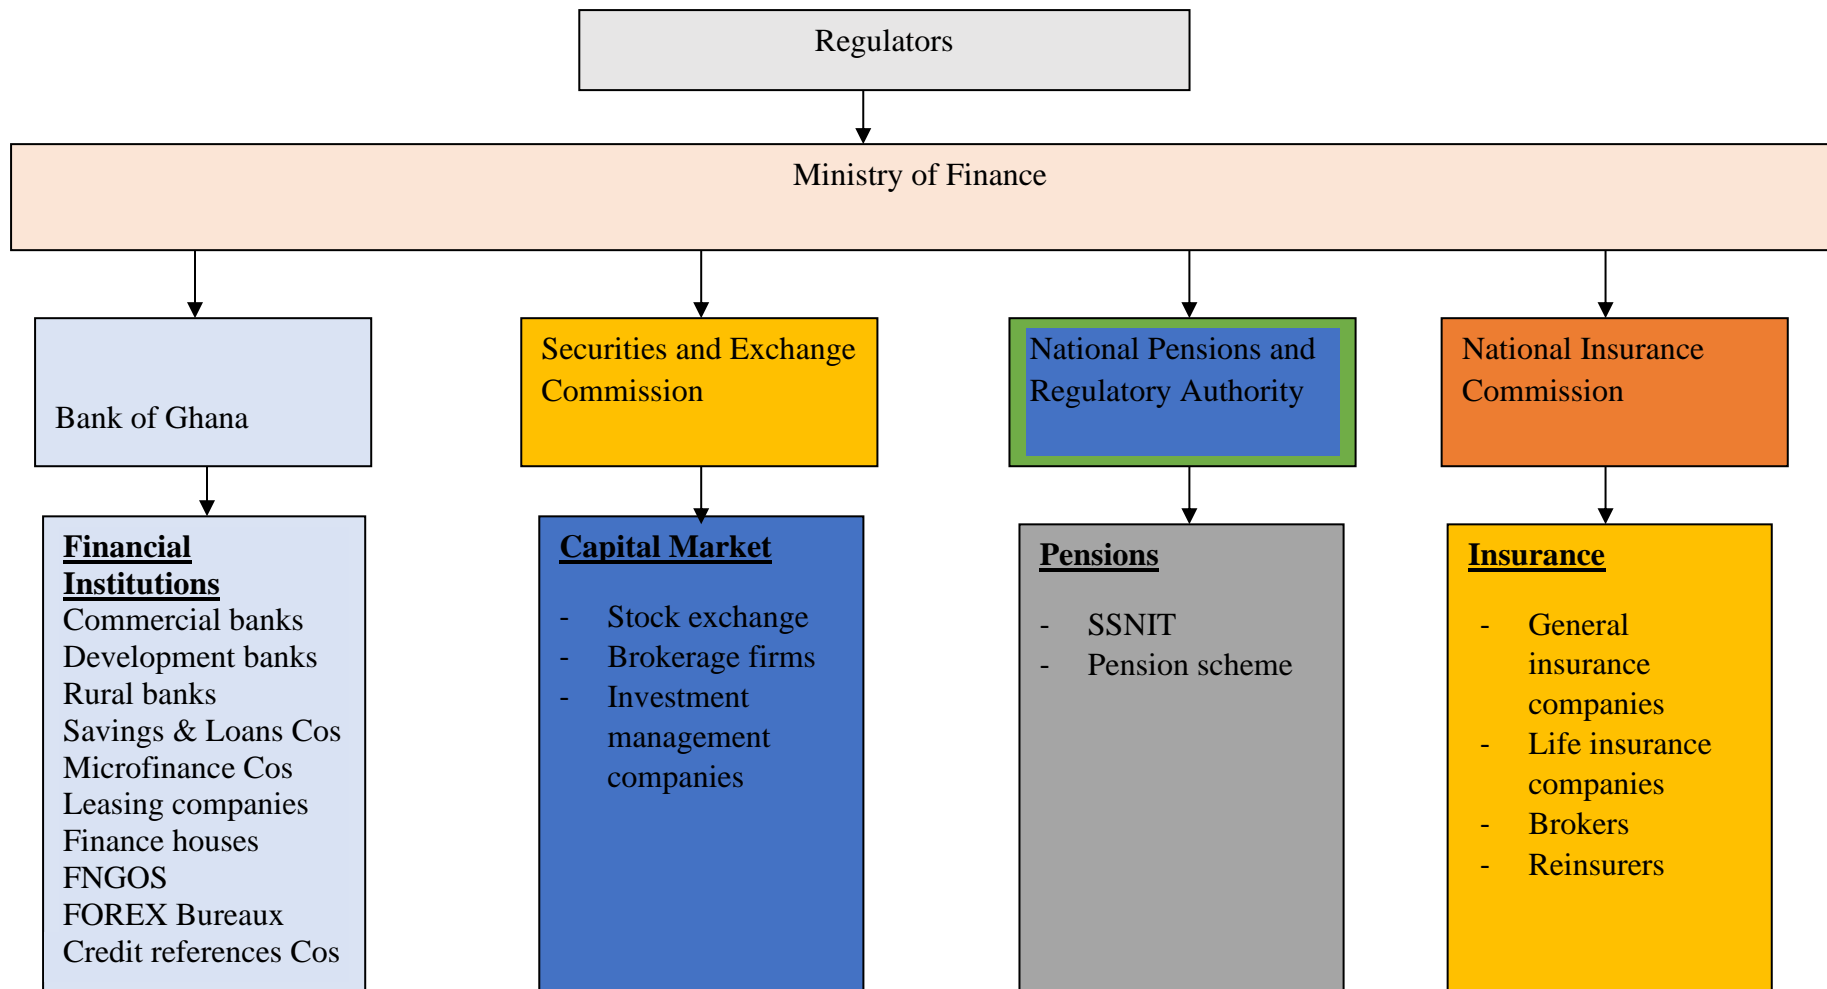 Regulators
Ministry of Finance
Bank of Ghana
Securities and Exchange
Commission
National Pensions and
Regulatory Authority
National Insurance
Commission
Financial
Institutions
Commercial banks
Development banks
Rural banks
Savings & Loans Cos
Microfinance Cos
Leasing companies
Finance houses
FNGOS
FOREX Bureaux
Credit references Cos
Capital Market
- Stock exchange
- Brokerage firms
- Investment
management
companies
Pensions
- SSNIT
- Pension scheme
Insurance
- General
insurance
companies
- Life insurance
companies
- Brokers
- Reinsurers